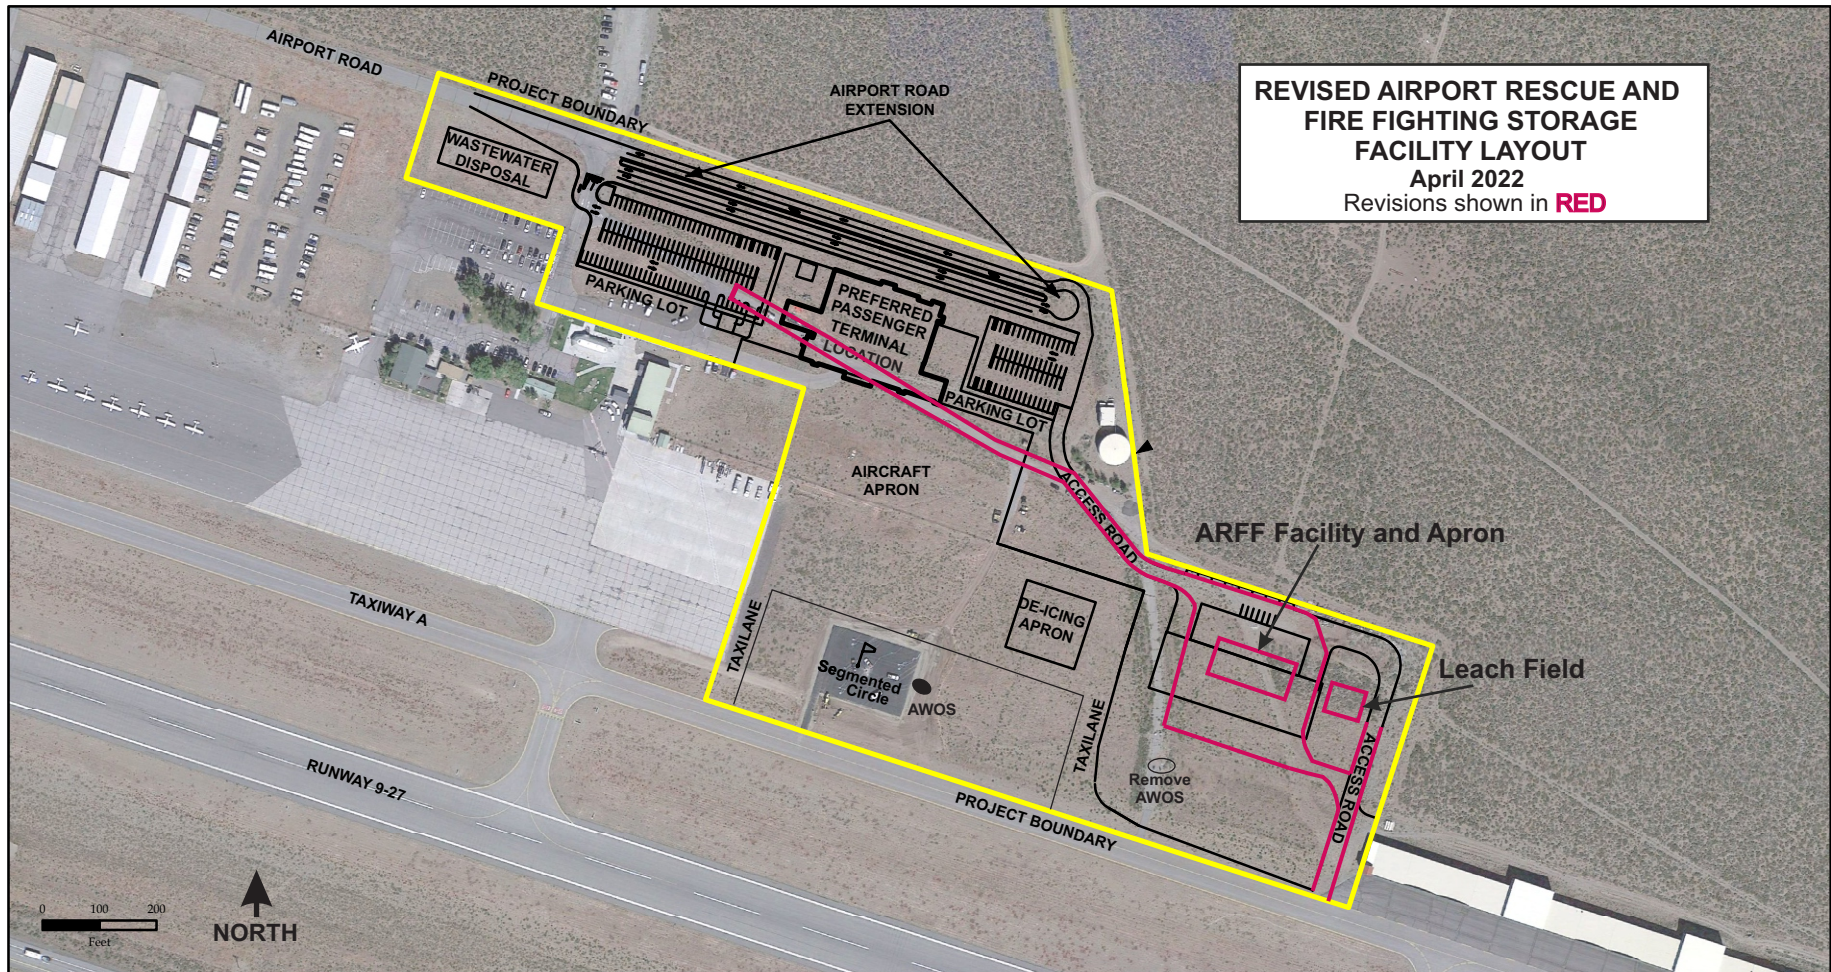 REVISED AIRPORT RESCUE AND
FIRE FIGHTING STORAGE
FACILITY LAYOUT
April 2022
Revisions shown in RED
AIRPORT ROAD
PROJECT BOUNDARY
AIRPORT ROAD
EXTENSION
WASTEWATER
DISPOSAL
PARKING LOT
PREFERRED
PASSENGER
TERMINAL
LOCATION
PARKING LOT
AIRCRAFT
APRON
ACCESS ROAD
ARFF Facility and Apron
DE-ICING
APRON
TAXIWAY A
TAXILANE
Segmented
Circle
AWOS
Leach Field
TAXILANE
ACCESS ROAD
Remove
AWOS
RUNWAY 9-27
PROJECT BOUNDARY
0 100 200
Feet
NORTH